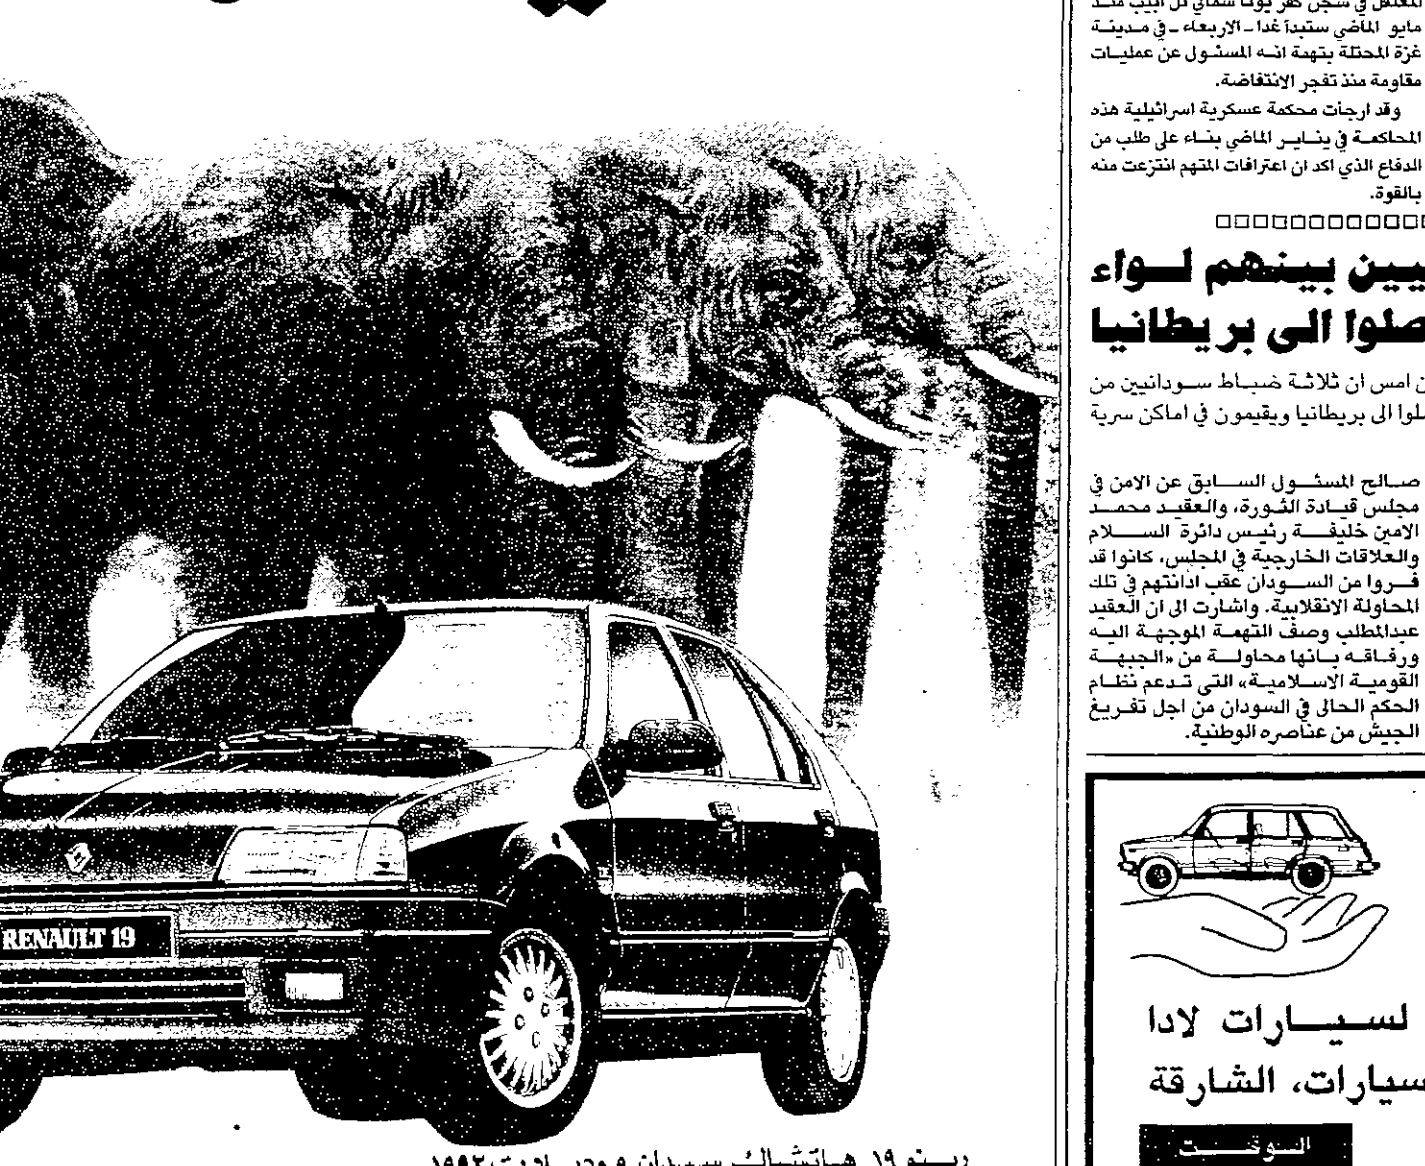 المعتقل في سجن كفر يونا شمالي تل ابيب منذ
مايو الماضي ستبدأ غدا ـ الاربعاء ـ في مدينة
غزة المحتلة بتهمة انه المسئول عن عمليات
مقاومة منذ تفجر الانتفاضة.
وقد ارجأت محكمة عسكرية اسرائيلية هذه
المحاكمة في يناير الماضي بناء على طلب من
الدفاع الذي اكد ان اعترافات المتهم انتزعت منه
بالقوة.
يين بينهم لواء
صلوا الى بريطانيا
امس ان ثلاثة ضباط سودانيين من
صلوا الى بريطانيا ويقيمون في اماكن سرية
صالح المسئول السابق عن الامن في
مجلس قيادة الثورة، والعقيد محمد
الامين خليفة رئيس دائرة السلام
والعلاقات الخارجية في المجلس، كانوا قد
فروا من السودان عقب ادانتهم في تلك
المحاولة الانقلابية. واشارت الى ان العقيد
عبدالمطلب وصف التهمة الموجهة اليه
ورفاقه بانها محاولة من «الجبهة
القومية الاسلامية» التي تدعم نظام
الحكم الحالي في السودان من اجل تفريغ
الجيش من عناصره الوطنية.
RENAULT 19
لسيارات لادا
سيارات، الشارقة
رينو ١٩ هاتشباك سيدان موديلات ١٩٩٢